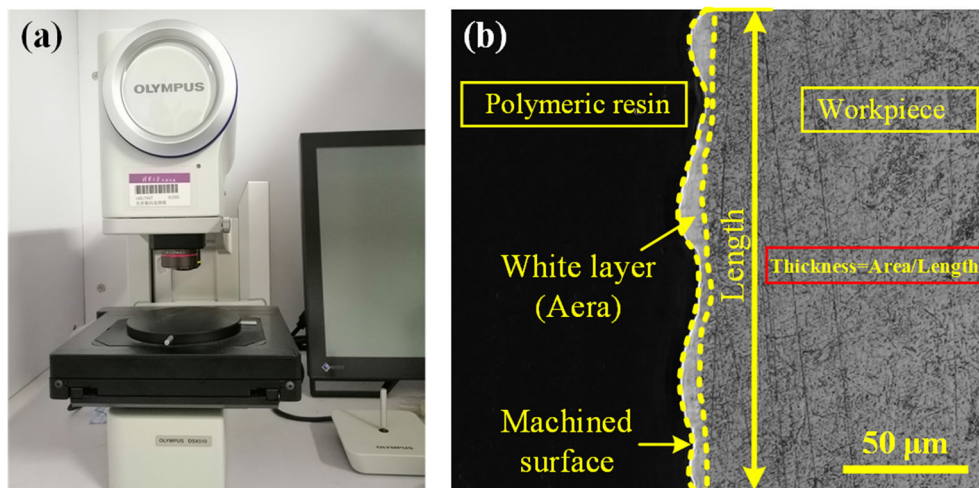 (a)
OLYMPUS
OLYMPUS DSX510
OLYMPUS
(b)
Polymeric resin
Workpiece
Length
Thickness=Area/Length
White layer
(Aera)
Machined
surface
50 μm